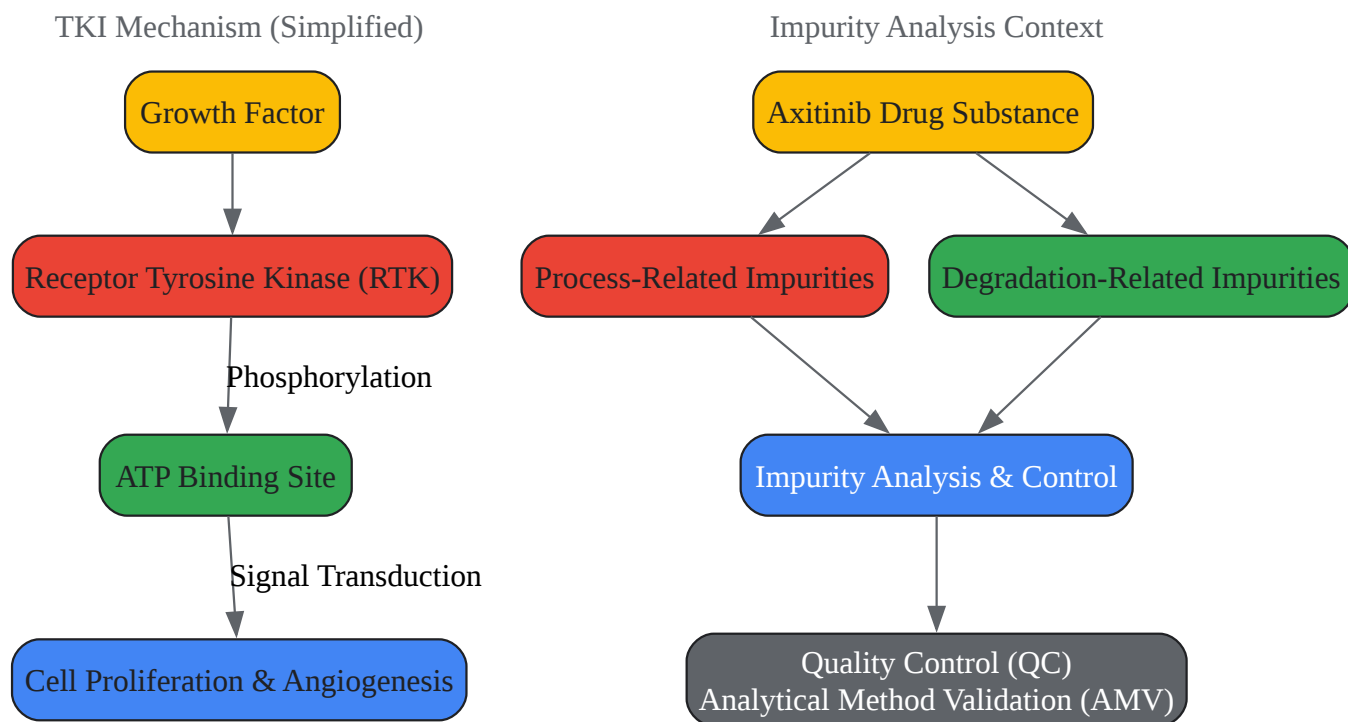 TKI Mechanism (Simplified)
Growth Factor
Receptor Tyrosine Kinase (RTK)
Phosphorylation
ATP Binding Site
Signal Transduction
Cell Proliferation & Angiogenesis
Impurity Analysis Context
Axitinib Drug Substance
Process-Related Impurities
Degradation-Related Impurities
Impurity Analysis & Control
Quality Control (QC)
Analytical Method Validation (AMV)